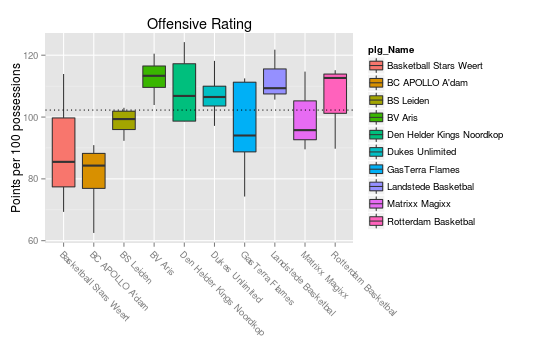 Offensive Rating
Points per 100 possessions
120
100
80
60
Basketball Stars Weert
BC APOLLO A'dam
BS Leiden
BV Aris
Den Helder Kings Noordkop
Dukes Unlimited
GasTerra Flames
Landstede Basketbal
Matrixx Magixx
Rotterdam Basketbal
plg_Name
Basketball Stars Weert
BC APOLLO A'dam
BS Leiden
BV Aris
Den Helder Kings Noordkop
Dukes Unlimited
GasTerra Flames
Landstede Basketbal
Matrixx Magixx
Rotterdam Basketbal